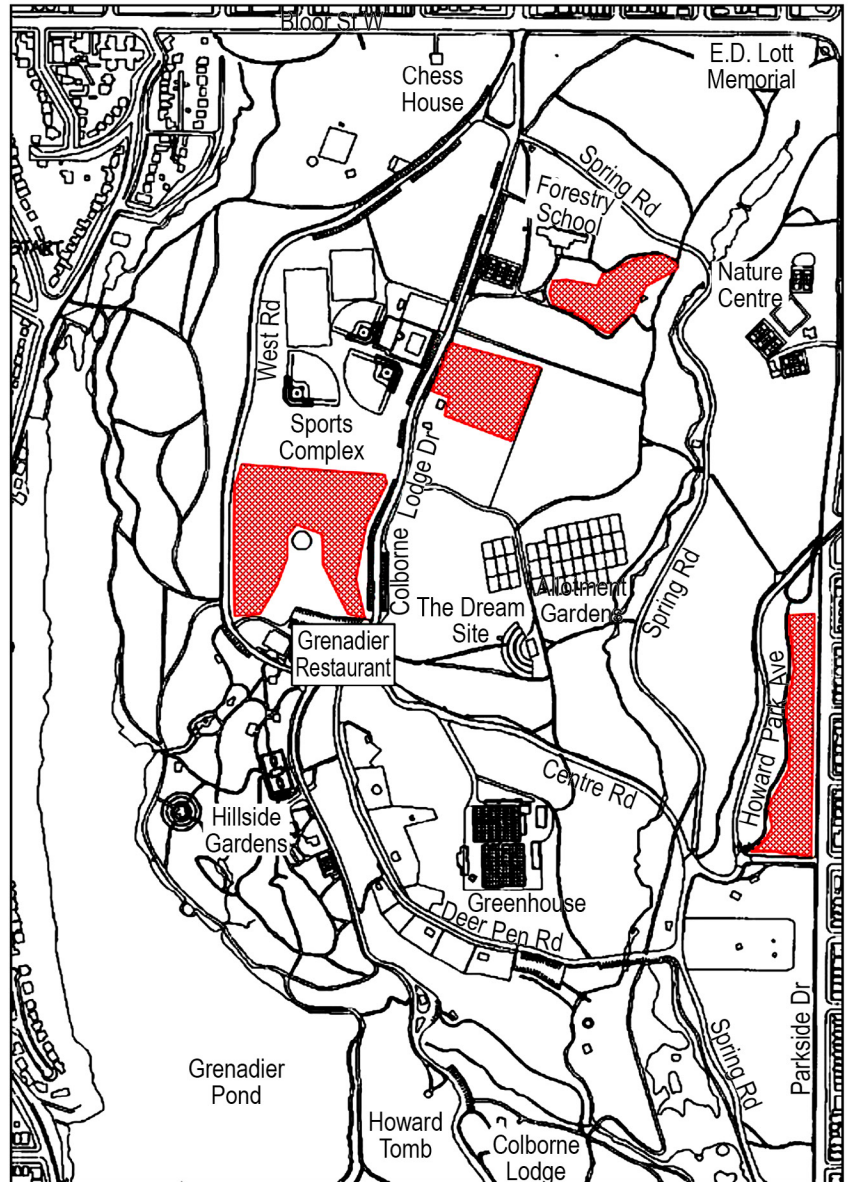 Bloor St W
E.D. Lott
Memorial
Chess
House
Spring Rd
Forestry
School
START
Nature
Centre
West Rd
Sports
Complex
Colborne Lodge Dr
Allotment
Gardens
Spring Rd
The Dream
Site
Grenadier
Restaurant
Howard Park Ave
Centre Rd
Hillside
Gardens
Greenhouse
Deer Pen Rd
Parkside Dr
Spring Rd
Grenadier
Pond
Howard
Tomb
Colborne
Lodge